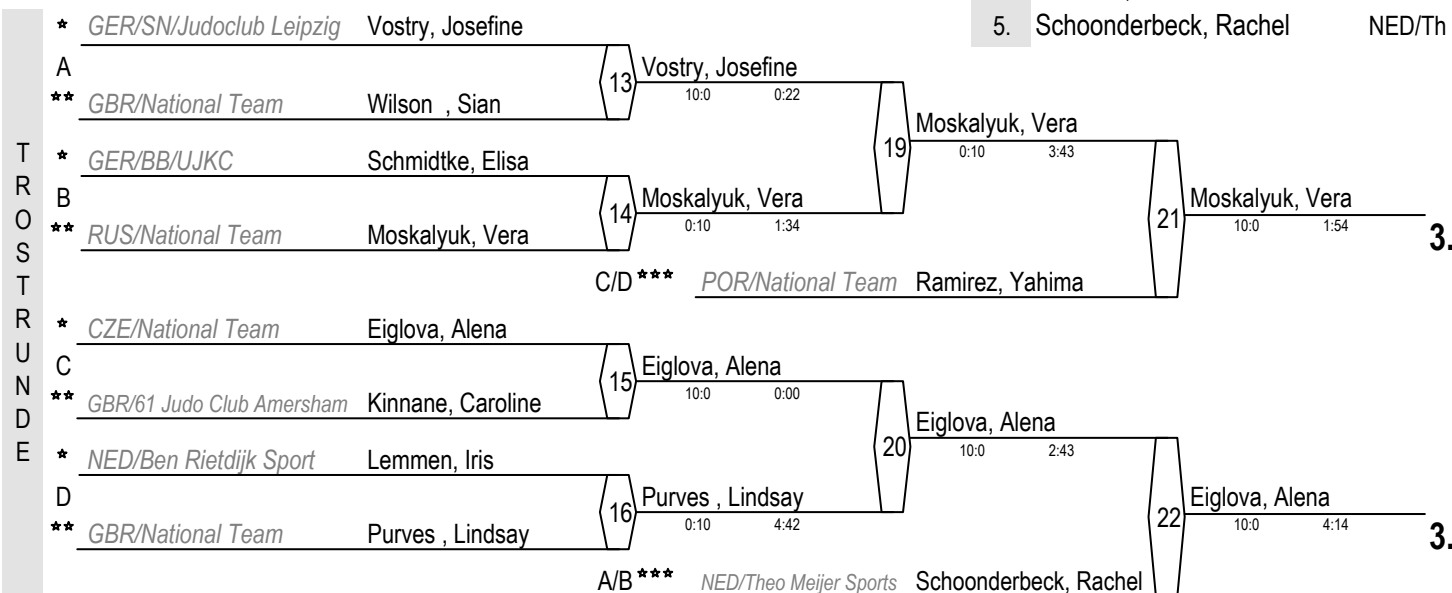 5. Schoonderbeck, Rachel NED/Th
TROSTRUNDE
* GER/SN/Judoclub Leipzig Vostry, Josefine
A
** GBR/National Team Wilson , Sian
13 Vostry, Josefine
10:0 0:22
* GER/BB/UJKC Schmidtke, Elisa
B
** RUS/National Team Moskalyuk, Vera
14 Moskalyuk, Vera
0:10 1:34
19 Moskalyuk, Vera
0:10 3:43
C/D *** POR/National Team Ramirez, Yahima
21 Moskalyuk, Vera
10:0 1:54
3.
* CZE/National Team Eiglova, Alena
C
** GBR/61 Judo Club Amersham Kinnane, Caroline
15 Eiglova, Alena
10:0 0:00
* NED/Ben Rietdijk Sport Lemmen, Iris
D
** GBR/National Team Purves , Lindsay
16 Purves , Lindsay
0:10 4:42
20 Eiglova, Alena
10:0 2:43
A/B *** NED/Theo Meijer Sports Schoonderbeck, Rachel
22 Eiglova, Alena
10:0 4:14
3.